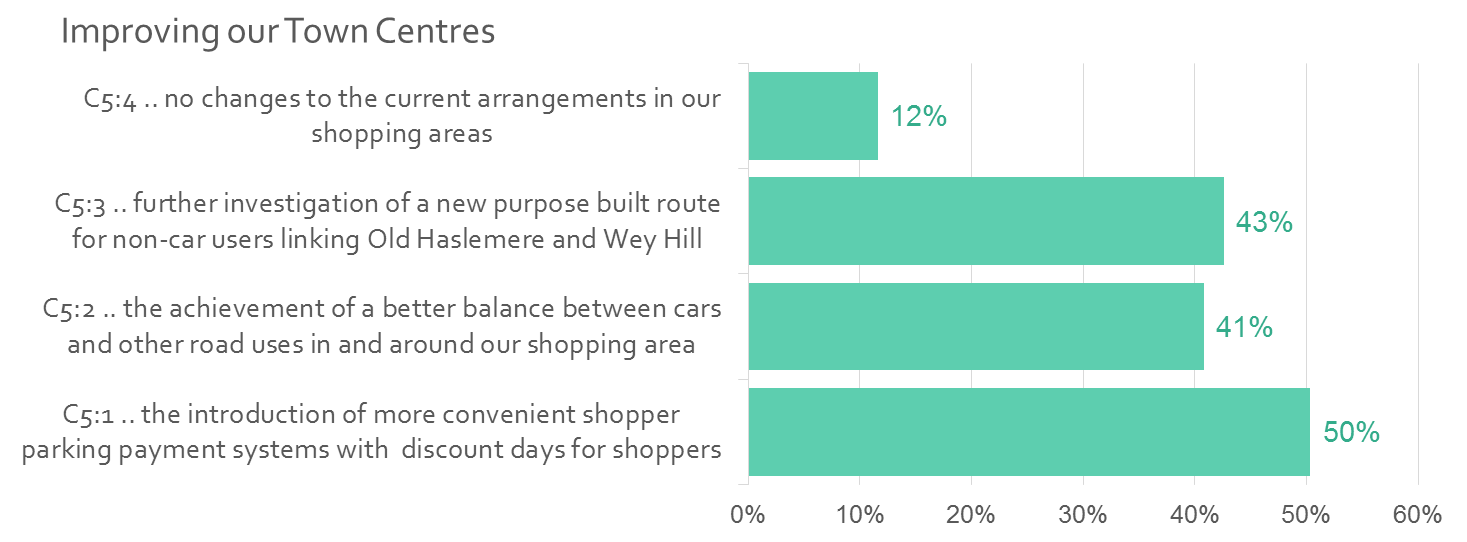 Improving our Town Centres
C5:4 .. no changes to the current arrangements in our
shopping areas
12%
C5:3 .. further investigation of a new purpose built route
for non-car users linking Old Haslemere and Wey Hill
43%
C5:2 .. the achievement of a better balance between cars
and other road uses in and around our shopping area
41%
C5:1 .. the introduction of more convenient shopper
parking payment systems with  discount days for shoppers
50%
0% 10% 20% 30% 40% 50% 60%